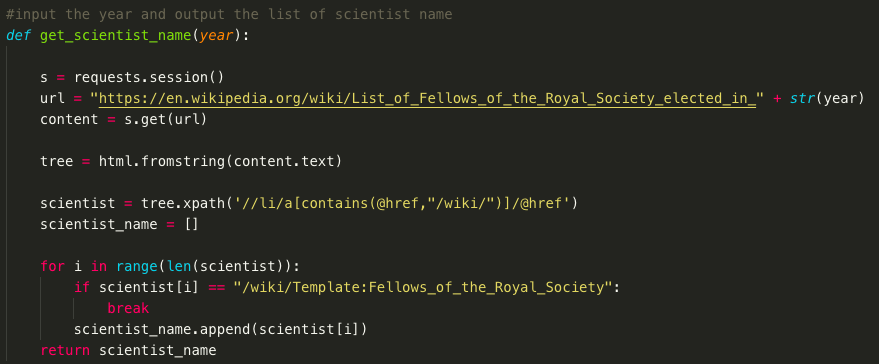 #input the year and output the list of scientist name
def get_scientist_name(year):
s = requests.session()
url = "https://en.wikipedia.org/wiki/List_of_Fellows_of_the_Royal_Society_elected_in_" + str(year)
content = s.get(url)
tree = html.fromstring(content.text)
scientist = tree.xpath('//li/a[contains(@href,"/wiki/")]/@href')
scientist_name = []
for i in range(len(scientist)):
if scientist[i] == "/wiki/Template:Fellows_of_the_Royal_Society":
break
scientist_name.append(scientist[i])
return scientist_name